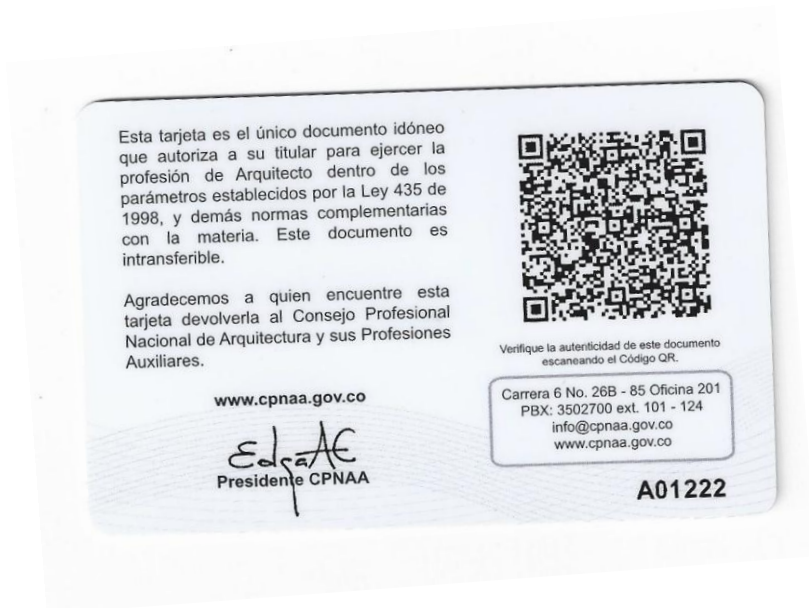 Esta tarjeta es el único documento idóneo
que autoriza a su titular para ejercer la
profesión de Arquitecto dentro de los
parámetros establecidos por la Ley 435 de
1998, y demás normas complementarias
con la materia. Este documento es
intransferible.
Agradecemos a quien encuentre esta
tarjeta devolverla al Consejo Profesional
Nacional de Arquitectura y sus Profesiones
Auxiliares.
www.cpnaa.gov.co
Presidente CPNAA
Verifique la autenticidad de este documento
escaneando el Código QR.
Carrera 6 No. 26B - 85 Oficina 201
PBX: 3502700 ext. 101 - 124
info@cpnaa.gov.co
www.cpnaa.gov.co
A01222